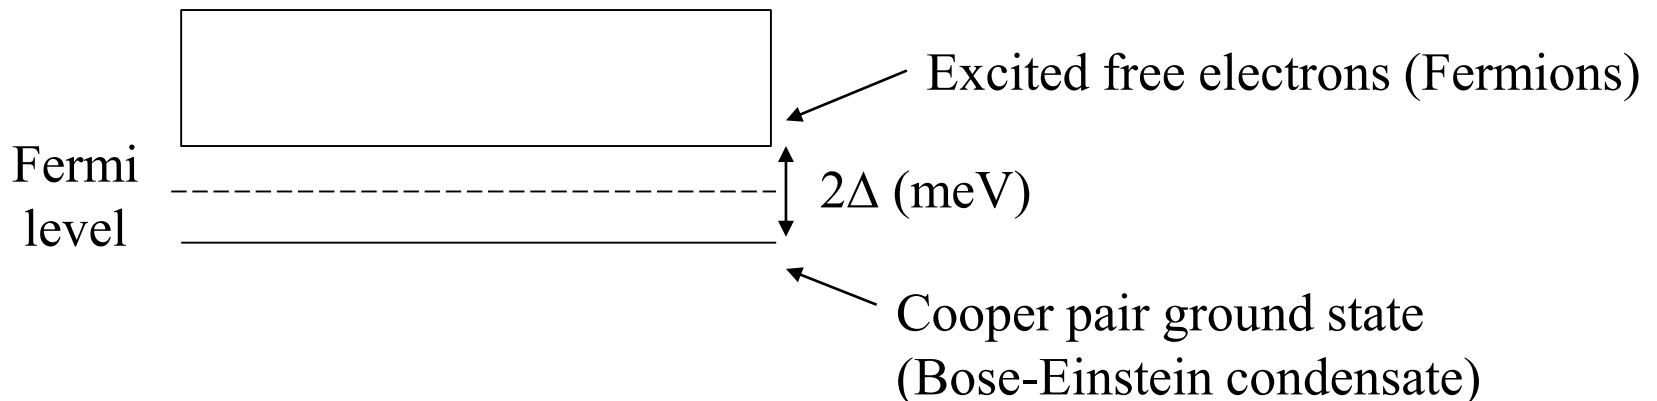 Excited free electrons (Fermions)
Fermi
level
2Δ (meV)
Cooper pair ground state
(Bose-Einstein condensate)